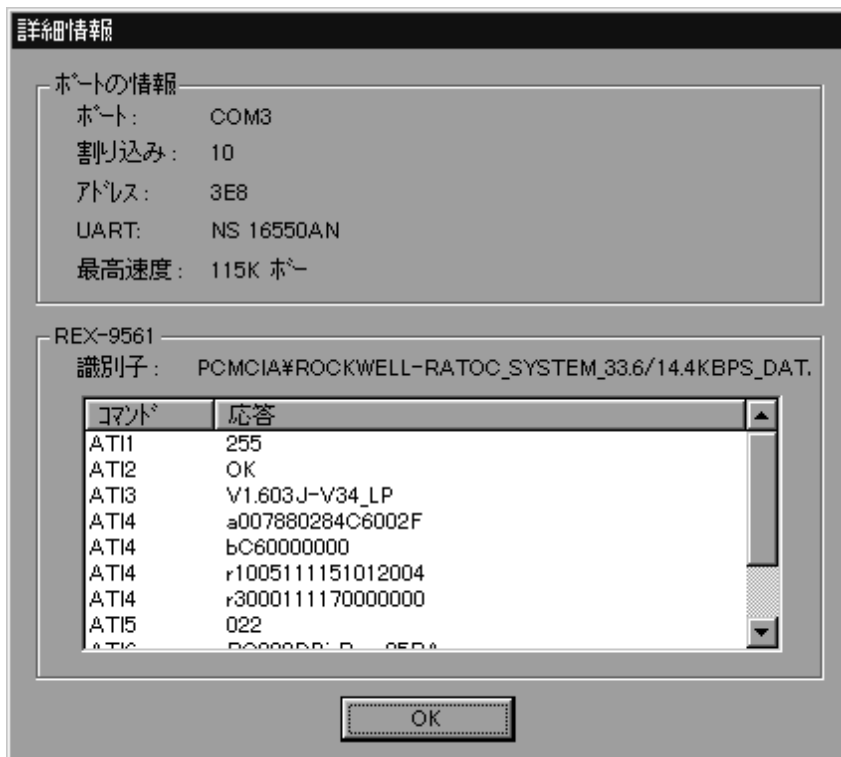 詳細情報
ポートの情報
ポート: COM3
割り込み: 10
アドレス: 3E8
UART: NS 16550AN
最高速度: 115K ボー
REX-9561
識別子: PCMCIA¥ROCKWELL-RATOC_SYSTEM_33.6/14.4KBPS_DAT.
コマンド 応答
ATI1 255
ATI2 OK
ATI3 V1.603J-V34_LP
ATI4 a007880284C6002F
ATI4 bC60000000
ATI4 r1005111151012004
ATI4 r3000111170000000
ATI5 022
ATI6
OK